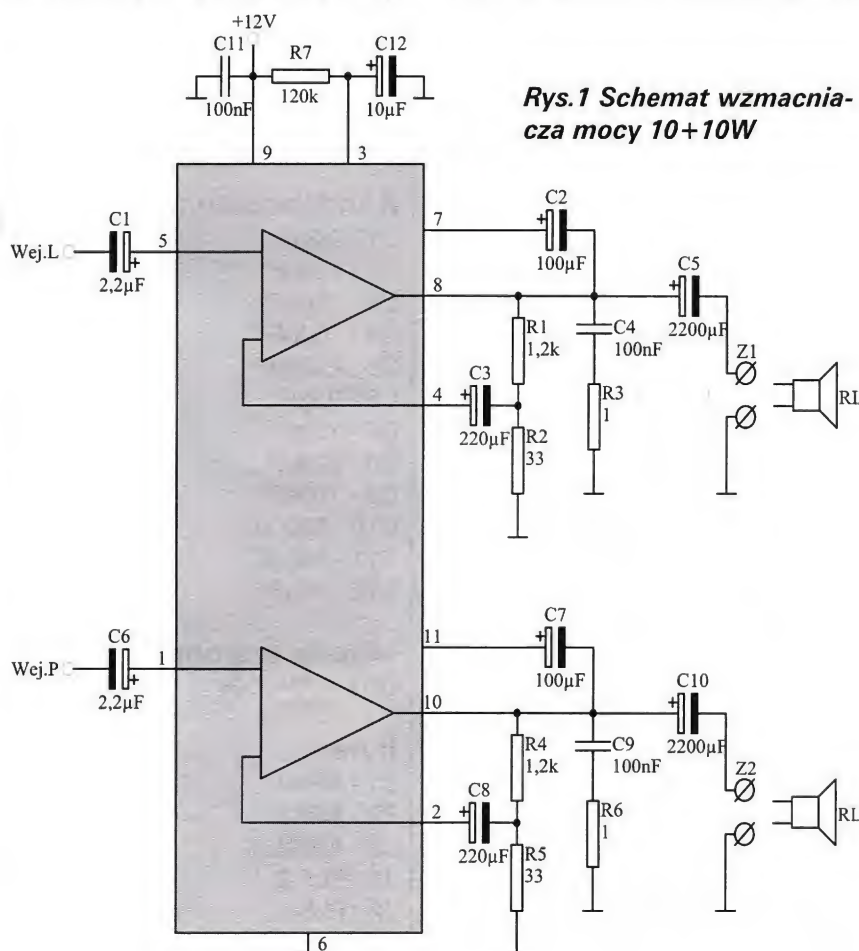 +12V
C11
R7
C12
100nF
120k
+
10µF
Rys.1 Schemat wzmacnia-
cza mocy 10+10W
9
3
C1
Wej.L
5
+
2,2µF
7
C2
+
100µF
8
C5
+
2200µF
R1
1,2k
C4
100nF
Z1
C3
+
4
220µF
R2
33
R3
1
RL
C6
Wej.P
1
+
2,2µF
11
C7
+
100µF
10
C10
+
2200µF
R4
1,2k
C9
100nF
Z2
C8
+
2
220µF
R5
33
R6
1
RL
6